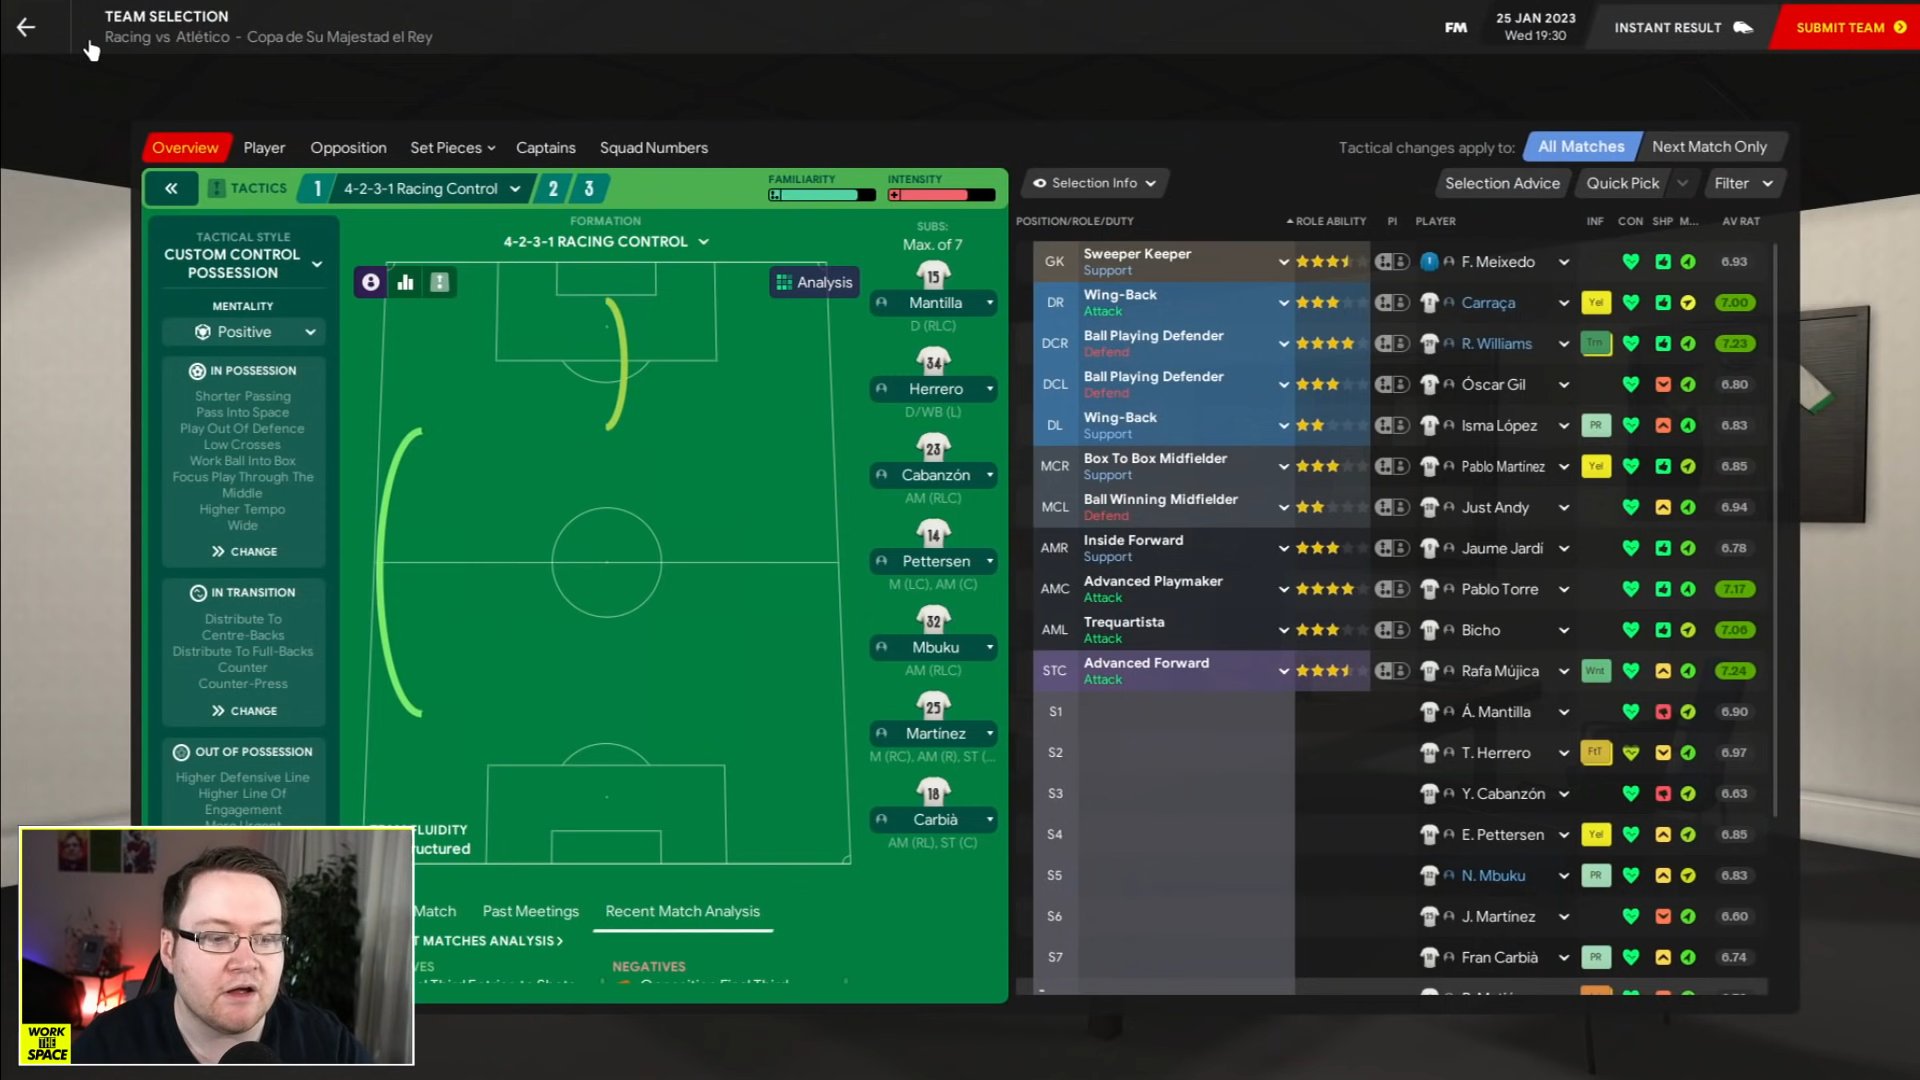 TEAM SELECTION
Racing vs Atlético - Copa de Su Majestad el Rey
FM
25 JAN 2023
Wed 19:30
INSTANT RESULT
SUBMIT TEAM
Overview
Player
Opposition
Set Pieces
Captains
Squad Numbers
Tactical changes apply to:
All Matches
Next Match Only
TACTICS
1
4-2-3-1 Racing Control
2
3
FAMILIARITY
INTENSITY
Selection Info
Selection Advice
Quick Pick
Filter
TACTICAL STYLE
CUSTOM CONTROL
POSSESSION
MENTALITY
Positive
IN POSSESSION
Shorter Passing
Pass Into Space
Play Out Of Defence
Low Crosses
Work Ball Into Box
Focus Play Through The
Middle
Higher Tempo
Wide
CHANGE
IN TRANSITION
Distribute To
Centre-Backs
Distribute To Full-Backs
Counter
Counter-Press
CHANGE
OUT OF POSSESSION
Higher Defensive Line
Higher Line Of
Engagement
FORMATION
4-2-3-1 RACING CONTROL
Analysis
FLUIDITY
uctured
SUBS:
Max. of 7
15
Mantilla
D (RLC)
34
Herrero
D/WB (L)
23
Cabanzón
AM (RLC)
14
Pettersen
M (LC), AM (C)
32
Mbuku
AM (RLC)
25
Martínez
M (RC), AM (R), ST (...
18
Carbià
AM (RL), ST (C)
Match
Past Meetings
Recent Match Analysis
T MATCHES ANALYSIS
VES
NEGATIVES
POSITION/ROLE/DUTY
ROLE ABILITY
PI
PLAYER
INF
CON
SHP
M...
AV RAT
GK
Sweeper Keeper
Support
F. Meixedo
6.93
DR
Wing-Back
Attack
Carraça
Yel
7.00
DCR
Ball Playing Defender
Defend
R. Williams
Trn
7.23
DCL
Ball Playing Defender
Defend
Óscar Gil
6.80
DL
Wing-Back
Support
Isma López
PR
6.83
MCR
Box To Box Midfielder
Support
Pablo Martínez
Yel
6.85
MCL
Ball Winning Midfielder
Defend
Just Andy
6.94
AMR
Inside Forward
Support
Jaume Jardí
6.78
AMC
Advanced Playmaker
Attack
Pablo Torre
7.17
AML
Trequartista
Attack
Bicho
7.06
STC
Advanced Forward
Attack
Rafa Mújica
Wnt
7.24
S1
Á. Mantilla
6.90
S2
T. Herrero
FtT
6.97
S3
Y. Cabanzón
6.63
S4
E. Pettersen
Yel
6.85
S5
N. Mbuku
PR
6.83
S6
J. Martínez
6.60
S7
Fran Carbià
PR
6.74
WORK
THE
SPACE